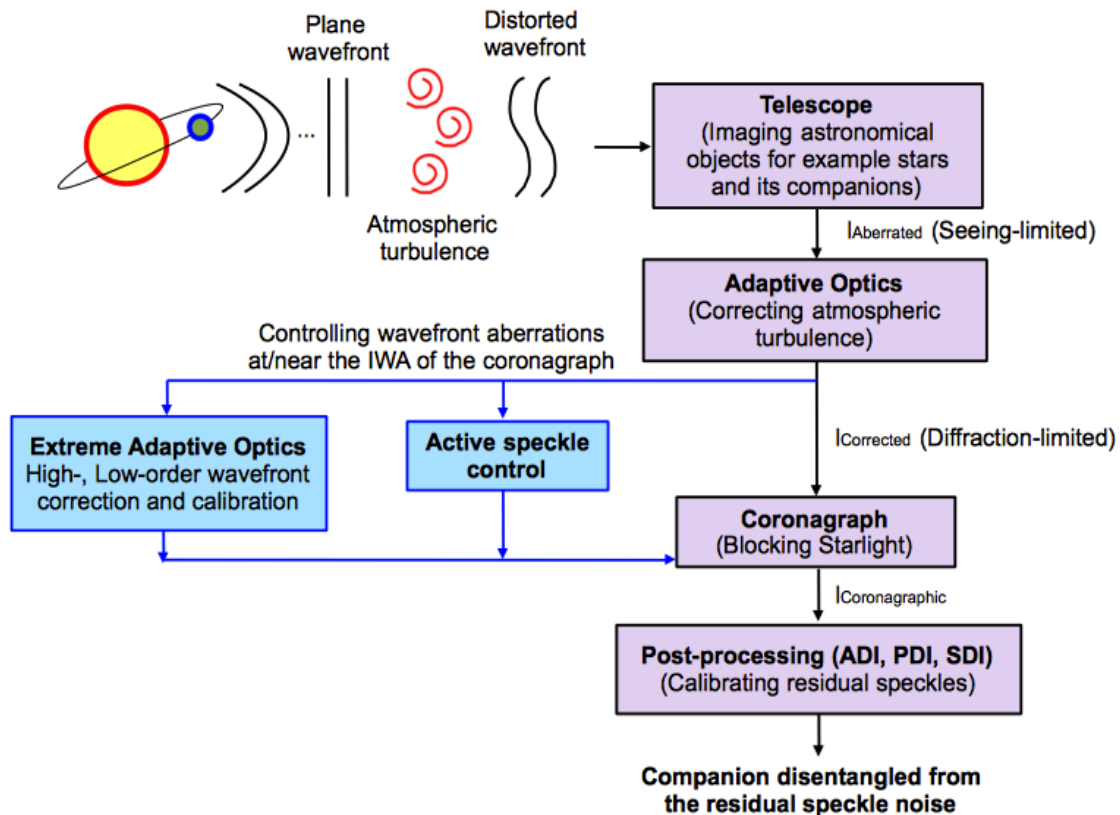 Plane
wavefront
Distorted
wavefront
...
Atmospheric
turbulence
Telescope
(Imaging astronomical
objects for example stars
and its companions)
IAberrated (Seeing-limited)
Adaptive Optics
(Correcting atmospheric
turbulence)
Controlling wavefront aberrations
at/near the IWA of the coronagraph
Extreme Adaptive Optics
High-, Low-order wavefront
correction and calibration
Active speckle
control
ICorrected (Diffraction-limited)
Coronagraph
(Blocking Starlight)
ICoronagraphic
Post-processing (ADI, PDI, SDI)
(Calibrating residual speckles)
Companion disentangled from
the residual speckle noise